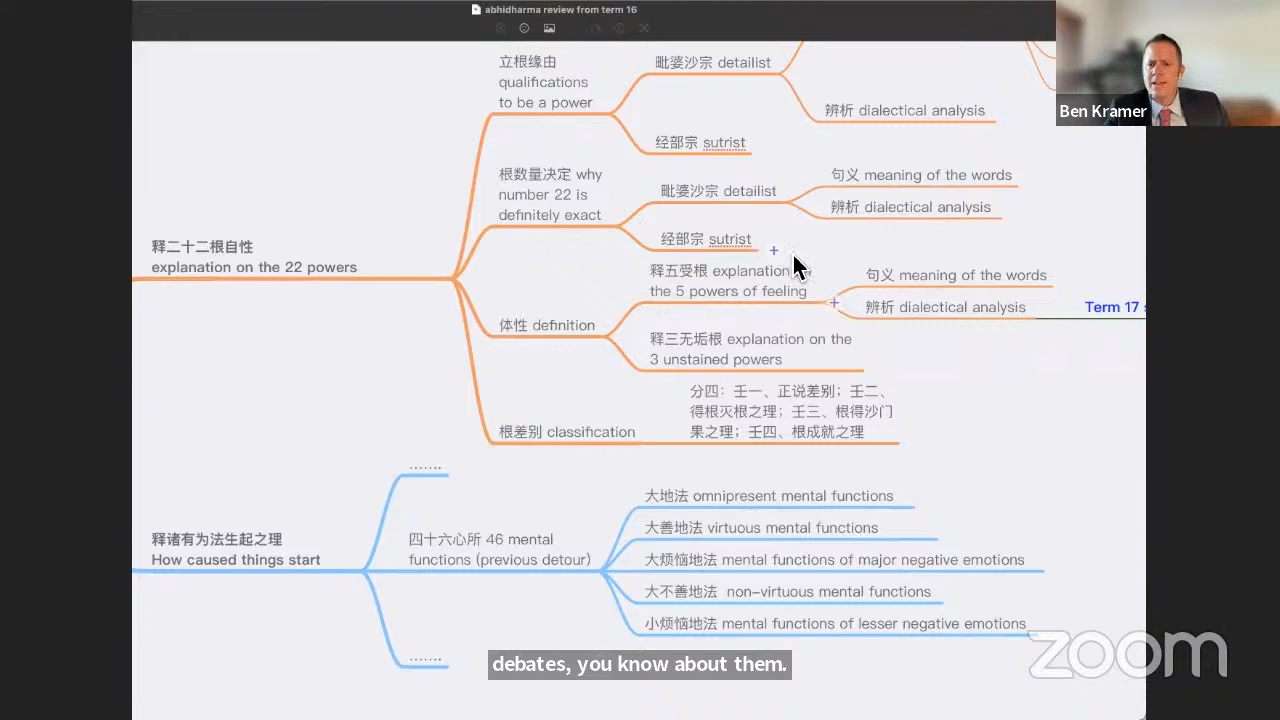 abhidharma review from term 16
Ben Kramer
立根缘由
qualifications
to be a power
毗婆沙宗 detailist
辨析 dialectical analysis
经部宗 sutrist
根数量决定 why
number 22 is
definitely exact
毗婆沙宗 detailist
句义 meaning of the words
辨析 dialectical analysis
经部宗 sutrist
释二十二根自性
explanation on the 22 powers
体性 definition
释五受根 explanation
the 5 powers of feeling
句义 meaning of the words
辨析 dialectical analysis
Term 17
释三无垢根 explanation on the
3 unstained powers
根差别 classification
分四：壬一、正说差别；壬二、
得根灭根之理；壬三、根得沙门
果之理；壬四、根成就之理
.......
释诸有为法生起之理
How caused things start
四十六心所 46 mental
functions (previous detour)
大地法 omnipresent mental functions
大善地法 virtuous mental functions
大烦恼地法 mental functions of major negative emotions
大不善地法 non-virtuous mental functions
小烦恼地法 mental functions of lesser negative emotions
.......
debates, you know about them.
zoom